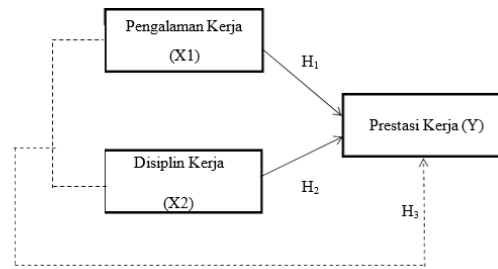 Pengalaman Kerja
(X1)
H1
Prestasi Kerja (Y)
Disiplin Kerja
(X2)
H2
H3